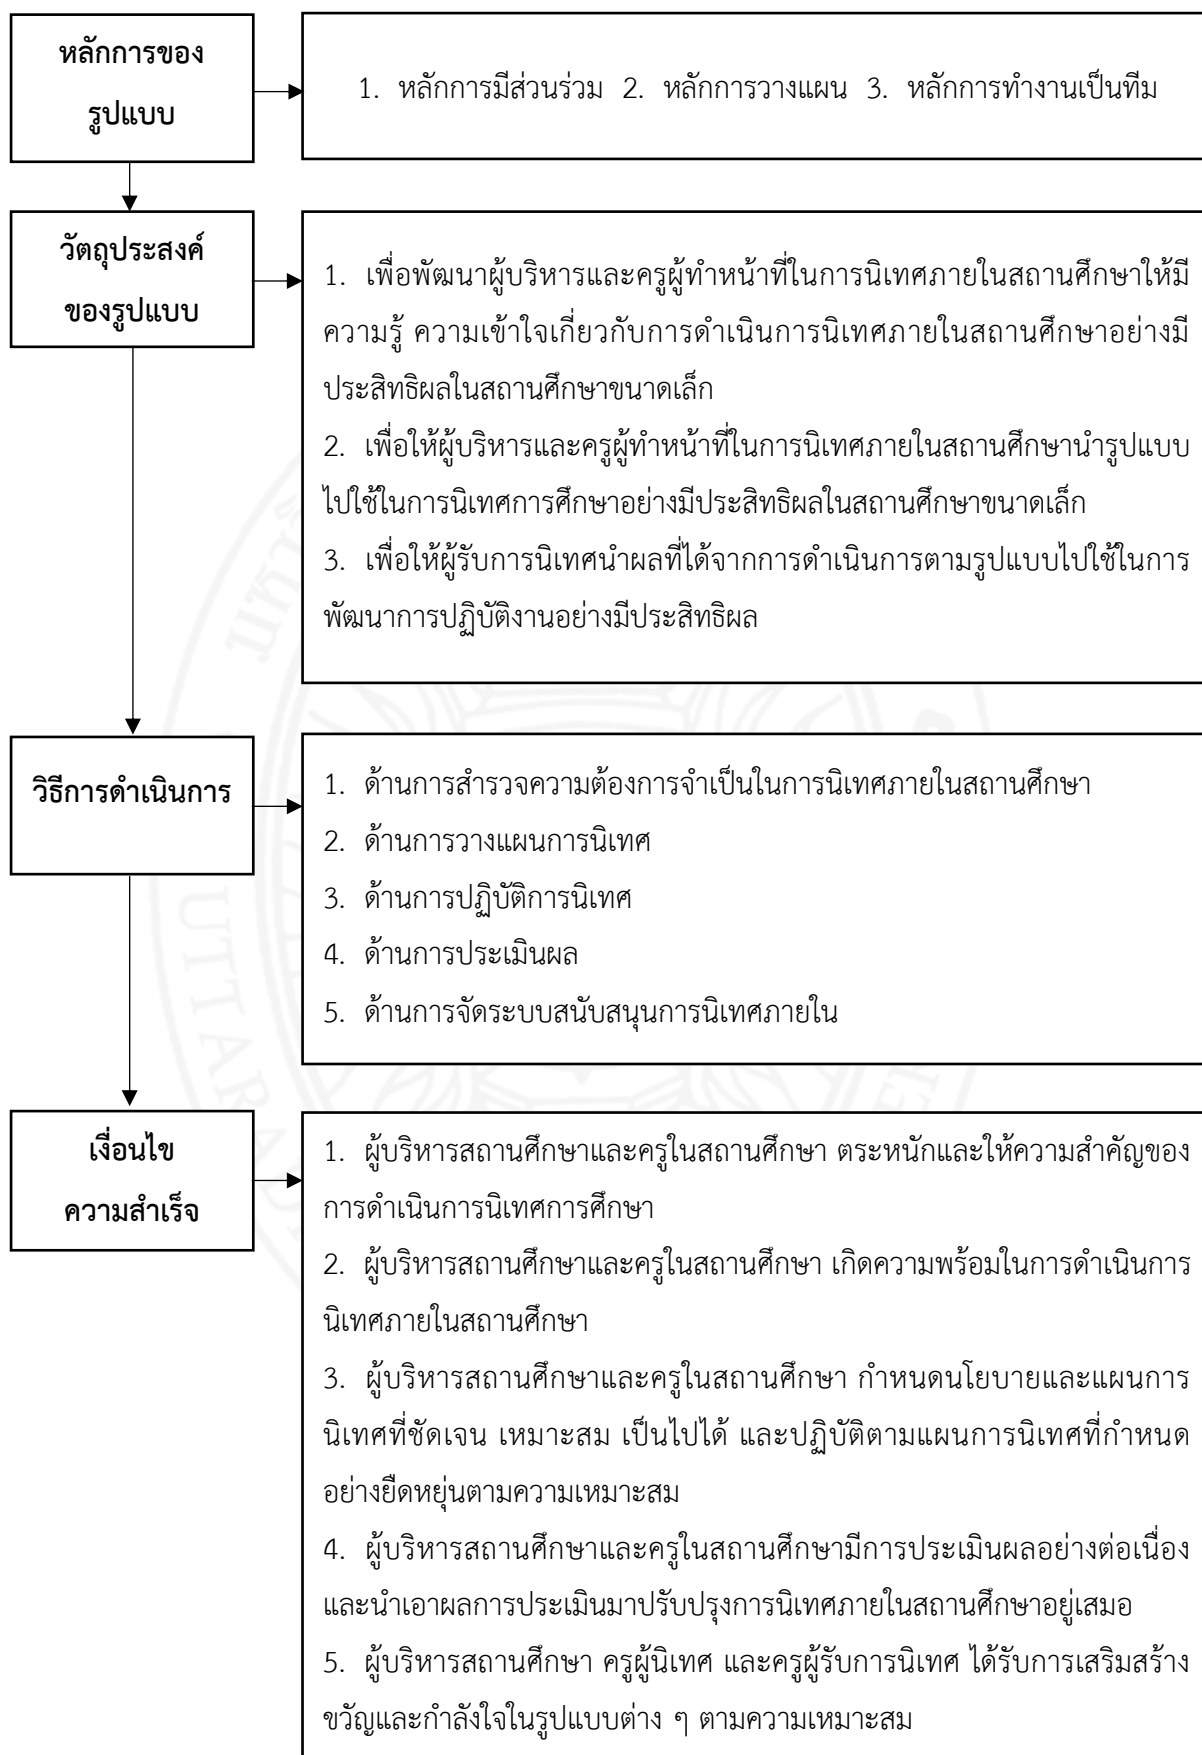 หลักการของ
รูปแบบ
1. หลักการมีส่วนร่วม 2. หลักการวางแผน 3. หลักการทำงานเป็นทีม
วัตถุประสงค์
ของรูปแบบ
1. เพื่อพัฒนาผู้บริหารและครูผู้ทำหน้าที่ในการนิเทศภายในสถานศึกษาให้มี
ความรู้ ความเข้าใจเกี่ยวกับการดำเนินการนิเทศภายในสถานศึกษาอย่างมี
ประสิทธิผลในสถานศึกษาขนาดเล็ก
2. เพื่อให้ผู้บริหารและครูผู้ทำหน้าที่ในการนิเทศภายในสถานศึกษานำรูปแบบ
ไปใช้ในการนิเทศการศึกษาอย่างมีประสิทธิผลในสถานศึกษาขนาดเล็ก
3. เพื่อให้ผู้รับการนิเทศนำผลที่ได้จากการดำเนินการตามรูปแบบไปใช้ในการ
พัฒนาการปฏิบัติงานอย่างมีประสิทธิผล
วิธีการดำเนินการ
1. ด้านการสำรวจความต้องการจำเป็นในการนิเทศภายในสถานศึกษา
2. ด้านการวางแผนการนิเทศ
3. ด้านการปฏิบัติการนิเทศ
4. ด้านการประเมินผล
5. ด้านการจัดระบบสนับสนุนการนิเทศภายใน
เงื่อนไข
ความสำเร็จ
1. ผู้บริหารสถานศึกษาและครูในสถานศึกษา ตระหนักและให้ความสำคัญของ
การดำเนินการนิเทศการศึกษา
2. ผู้บริหารสถานศึกษาและครูในสถานศึกษา เกิดความพร้อมในการดำเนินการ
นิเทศภายในสถานศึกษา
3. ผู้บริหารสถานศึกษาและครูในสถานศึกษา กำหนดนโยบายและแผนการ
นิเทศที่ชัดเจน เหมาะสม เป็นไปได้ และปฏิบัติตามแผนการนิเทศที่กำหนด
อย่างยืดหยุ่นตามความเหมาะสม
4. ผู้บริหารสถานศึกษาและครูในสถานศึกษามีการประเมินผลอย่างต่อเนื่อง
และนำเอาผลการประเมินมาปรับปรุงการนิเทศภายในสถานศึกษาอยู่เสมอ
5. ผู้บริหารสถานศึกษา ครูผู้นิเทศ และครูผู้รับการนิเทศ ได้รับการเสริมสร้าง
ขวัญและกำลังใจในรูปแบบต่าง ๆ ตามความเหมาะสม